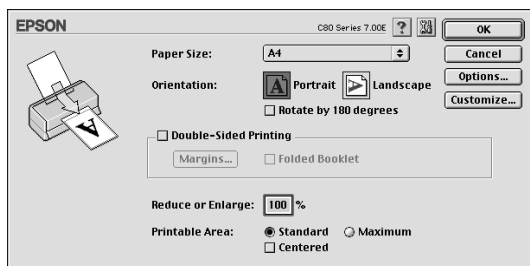 EPSON
C80 Series 7.00E
?
OK
Paper Size:
A4
Cancel
Orientation:
A
Portrait
A
Landscape
Options...
Rotate by 180 degrees
Customize...
A
Double-Sided Printing
Margins...
Folded Booklet
Reduce or Enlarge:
100 %
Printable Area:
Standard
Maximum
Centered